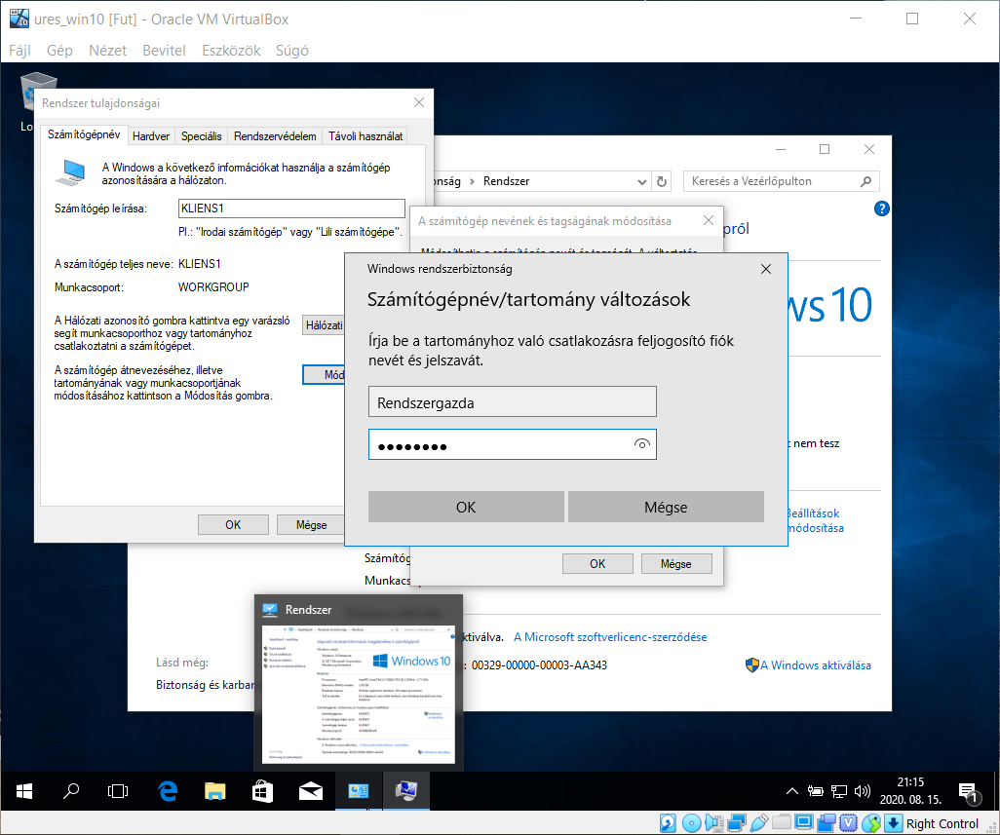 ures_win10 [Fut] - Oracle VM VirtualBox
Fájl Gép Nézet Bevitel Eszközök Súgó
Lo
Rendszer tulajdonságai
Számítógépnév Hardver Speciális Rendszervédelem Távoli használat
A Windows a következő információkat használja a számítógép
azonosítására a hálózaton.
Számítógép leírása: KLIENS1
Pl.: "Irodai számítógép" vagy "Lili számítógépe".
A számítógép teljes neve: KLIENS1
Munkacsoport: WORKGROUP
A Hálózati azonosító gombra kattintva egy varázsló
segít munkacsoporthoz vagy tartományhoz
csatlakoztatni a számítógépet.
Hálózati
A számítógép átnevezéséhez, illetve
tartományának vagy munkacsoportjának
módosításához kattintson a Módosítás gombra.
Mód
OK Mégse
onság > Rendszer
Keresés a Vezérlőpulton
?
pról
ws 10
t nem tesz
Beállítások
módosítása
A számítógép nevének és tagságának módosítása
Módosíthatja a számítógép nevét és tagságát. A változtatás
Windows rendszerbiztonság
Számítógépnév/tartomány változások
Írja be a tartományhoz való csatlakozásra feljogosító fiók
nevét és jelszavát.
Rendszergazda
●●●●●●●●
OK Mégse
OK Mégse
Számítóg
Munkacs
ktiválva. A Microsoft szoftverlicenc-szerződése
: 00329-00000-00003-AA343
A Windows aktiválása
Lásd még:
Biztonság és karban
Rendszer
Windows 10
21:15
2020. 08. 15.
1
Right Control